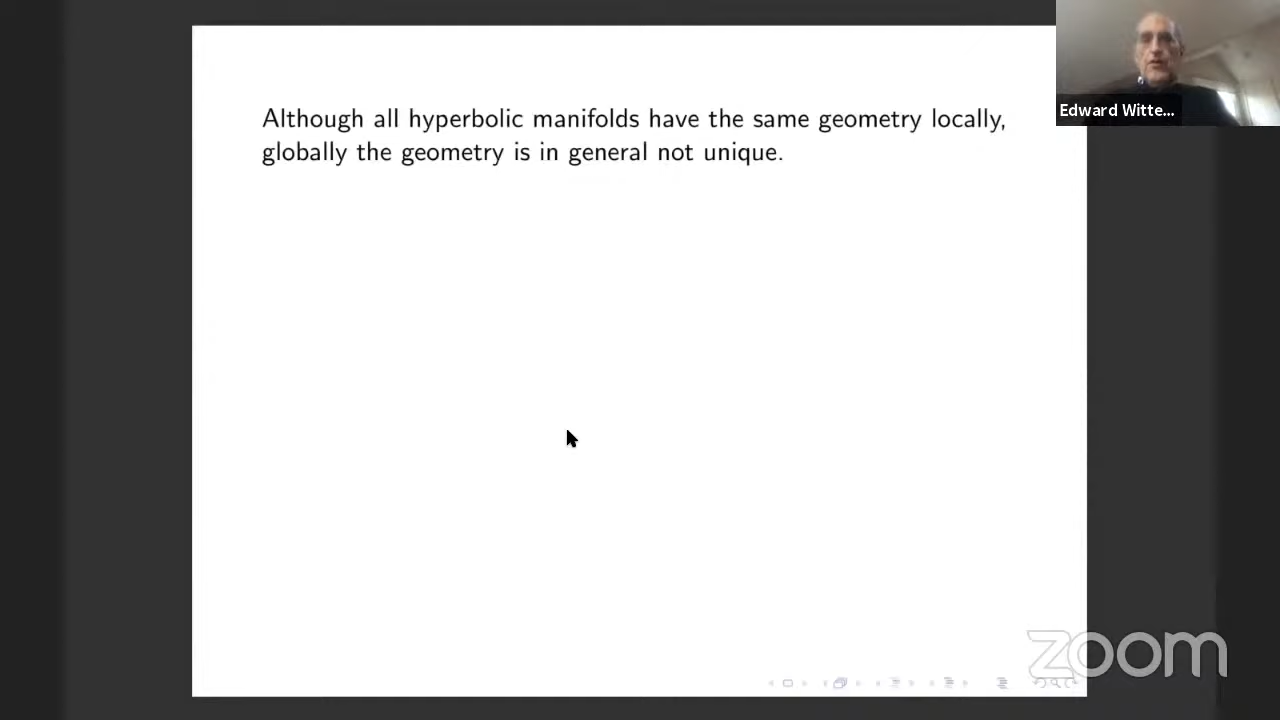 Although all hyperbolic manifolds have the same geometry locally,
globally the geometry is in general not unique.
Edward Witte...
zoom